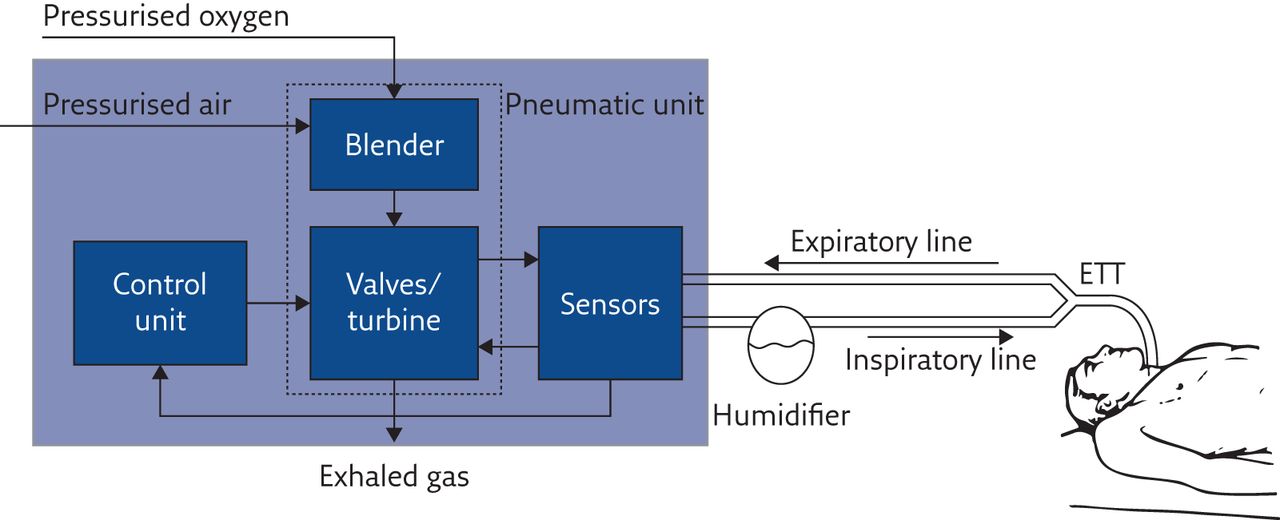 Pressurised oxygen
Pressurised air
Pneumatic unit
Blender
Control
unit
Valves/
turbine
Sensors
Expiratory line
ETT
Inspiratory line
Humidifier
Exhaled gas